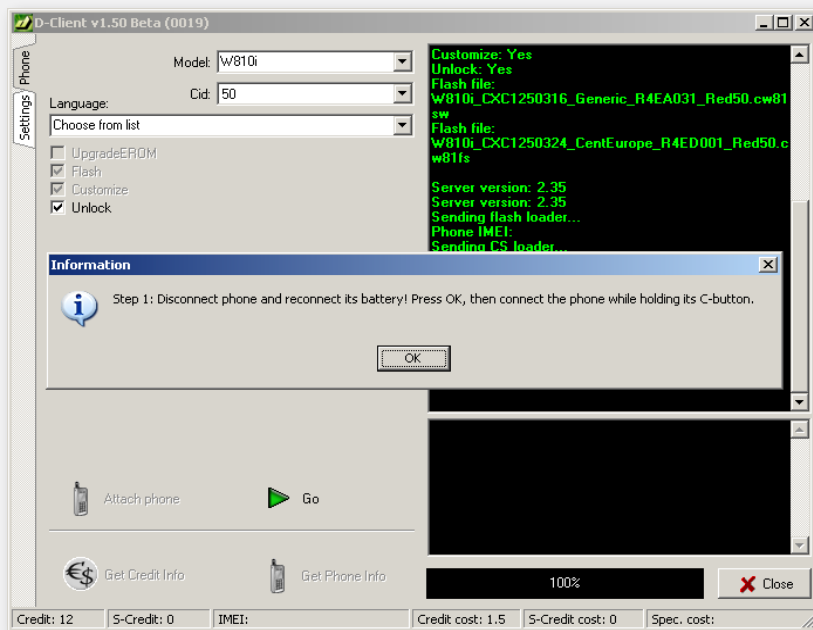 D-Client v1.50 Beta (0019)
Phone
Settings
Model: W810i
Cid: 50
Language:
Choose from list
UpgradeEROM
Flash
Customize
Unlock
Customize: Yes
Unlock: Yes
Flash file:
W810i_CXC1250316_Generic_R4EA031_Red50.cw81
sw
Flash file:
W810i_CXC1250324_CentEurope_R4ED001_Red50.c
w81fs
Server version: 2.35
Server version: 2.35
Sending flash loader...
Phone IMEI:
Sending CS loader...
Information
Step 1: Disconnect phone and reconnect its battery! Press OK, then connect the phone while holding its C-button.
OK
Attach phone
Go
€$ Get Credit Info
Get Phone Info
100%
Close
Credit: 12 S-Credit: 0 IMEI: Credit cost: 1.5 S-Credit cost: 0 Spec. cost: